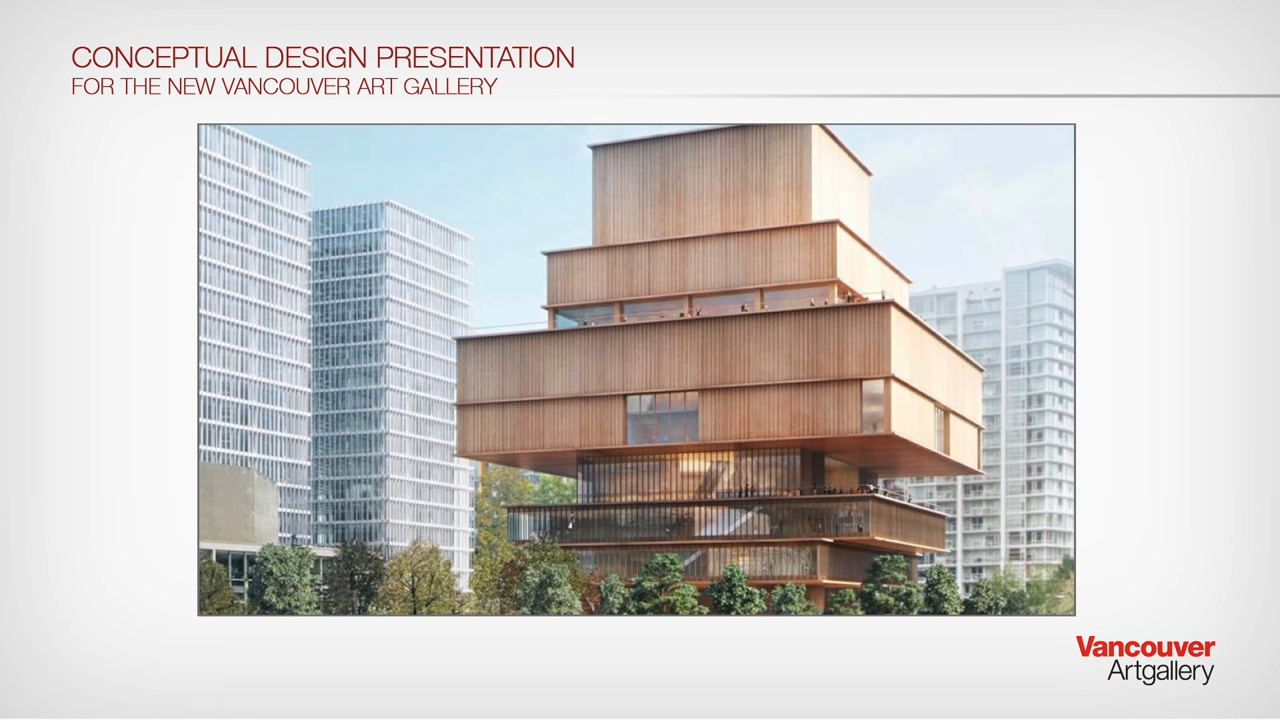 CONCEPTUAL DESIGN PRESENTATION
FOR THE NEW VANCOUVER ART GALLERY
Vancouver
Artgallery